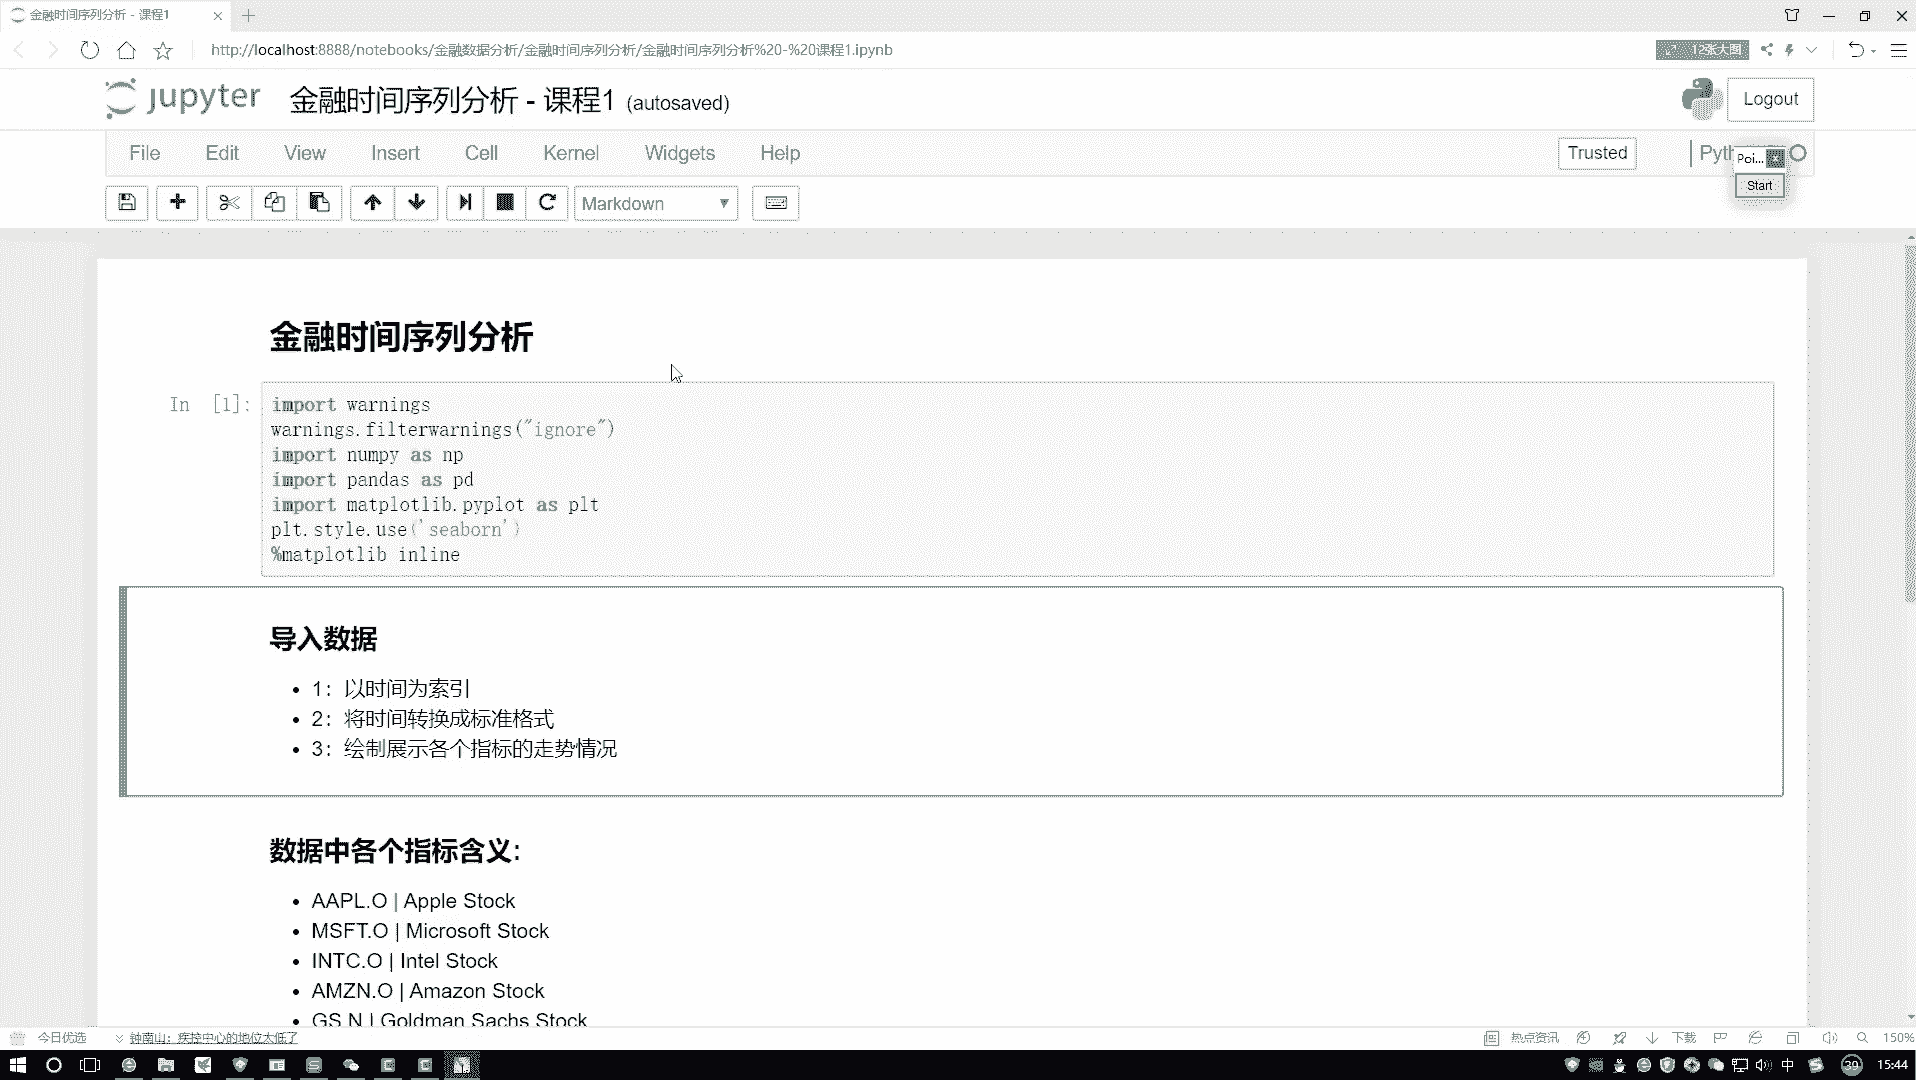 金融时间序列分析 - 课程1
http://localhost:8888/notebooks/金融数据分析/金融时间序列分析/金融时间序列分析%20-%20课程1.ipynb
12张大图
jupyter 金融时间序列分析 - 课程1 (autosaved)
Logout
File Edit View Insert Cell Kernel Widgets Help
Trusted
Poi...
Start
Markdown
金融时间序列分析
In [1]:
import warnings
warnings.filterwarnings("ignore")
import numpy as np
import pandas as pd
import matplotlib.pyplot as plt
plt.style.use('seaborn')
%matplotlib inline
导入数据
1：以时间为索引
2：将时间转换成标准格式
3：绘制展示各个指标的走势情况
数据中各个指标含义:
AAPL.O | Apple Stock
MSFT.O | Microsoft Stock
INTC.O | Intel Stock
AMZN.O | Amazon Stock
GS.N | Goldman Sachs Stock
今日优选
钟南山：疾控中心的地位太低了
热点资讯
下载
150%
中
39
15:44